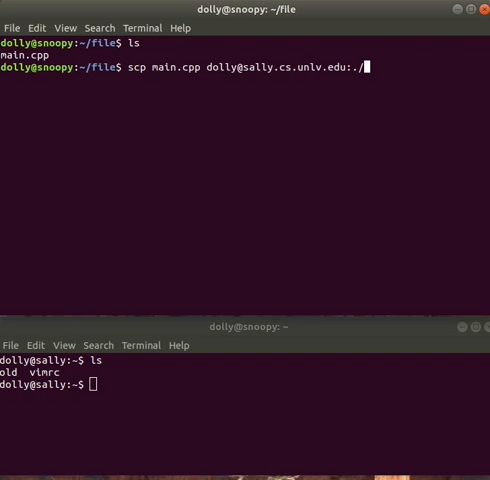 dolly@snoopy: ~/file
File Edit View Search Terminal Help
dolly@snoopy:~/file$ ls
main.cpp
dolly@snoopy:~/file$ scp main.cpp dolly@sally.cs.unlv.edu:./
dolly@snoopy: ~
File Edit View Search Terminal Help
dolly@sally:~$ ls
old vimrc
dolly@sally:~$